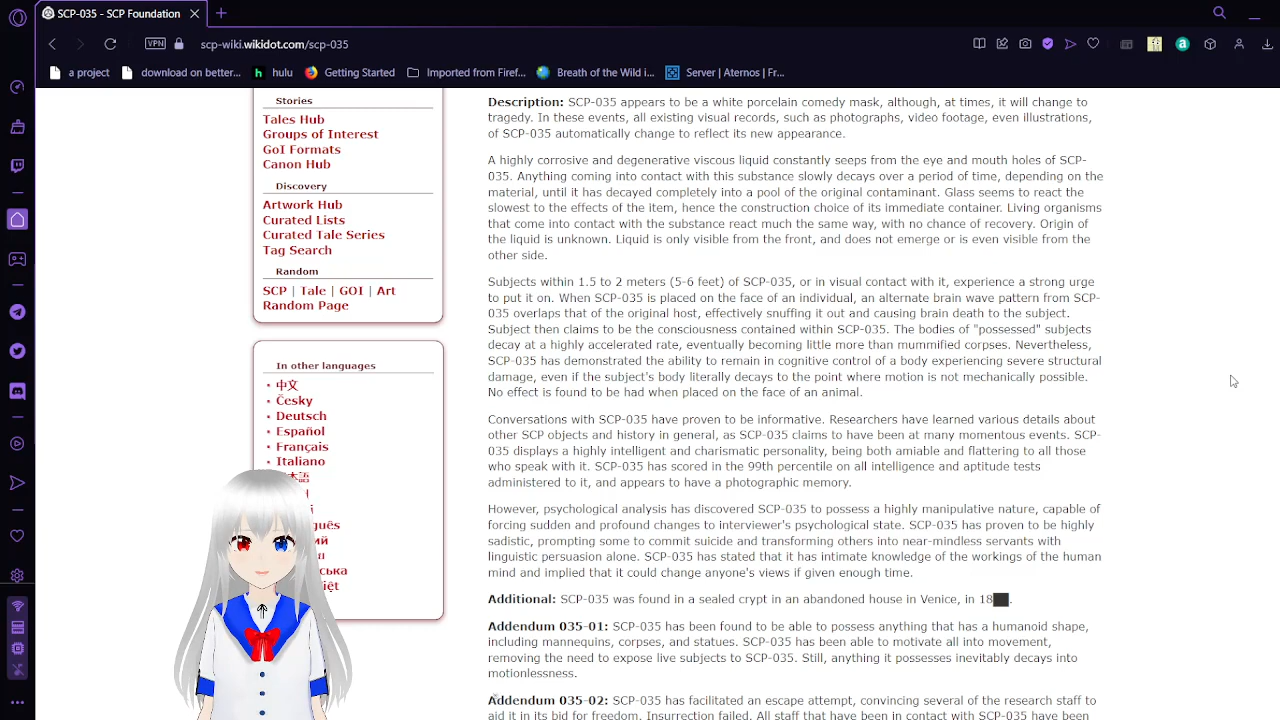 SCP-035 - SCP Foundation
VPN
scp-wiki.wikidot.com/scp-035
a project
download on better...
hulu
Getting Started
Imported from Firef...
Breath of the Wild i...
Server | Aternos | Fr...
Stories
Tales Hub
Groups of Interest
GoI Formats
Canon Hub
Discovery
Artwork Hub
Curated Lists
Curated Tale Series
Tag Search
Random
SCP | Tale | GOI | Art
Random Page
In other languages
中文
Česky
Deutsch
Español
Français
Italiano
Description: SCP-035 appears to be a white porcelain comedy mask, although, at times, it will change to
tragedy. In these events, all existing visual records, such as photographs, video footage, even illustrations,
of SCP-035 automatically change to reflect its new appearance.
A highly corrosive and degenerative viscous liquid constantly seeps from the eye and mouth holes of SCP-
035. Anything coming into contact with this substance slowly decays over a period of time, depending on the
material, until it has decayed completely into a pool of the original contaminant. Glass seems to react the
slowest to the effects of the item, hence the construction choice of its immediate container. Living organisms
that come into contact with the substance react much the same way, with no chance of recovery. Origin of
the liquid is unknown. Liquid is only visible from the front, and does not emerge or is even visible from the
other side.
Subjects within 1.5 to 2 meters (5-6 feet) of SCP-035, or in visual contact with it, experience a strong urge
to put it on. When SCP-035 is placed on the face of an individual, an alternate brain wave pattern from SCP-
035 overlaps that of the original host, effectively snuffing it out and causing brain death to the subject.
Subject then claims to be the consciousness contained within SCP-035. The bodies of "possessed" subjects
decay at a highly accelerated rate, eventually becoming little more than mummified corpses. Nevertheless,
SCP-035 has demonstrated the ability to remain in cognitive control of a body experiencing severe structural
damage, even if the subject's body literally decays to the point where motion is not mechanically possible.
No effect is found to be had when placed on the face of an animal.
Conversations with SCP-035 have proven to be informative. Researchers have learned various details about
other SCP objects and history in general, as SCP-035 claims to have been at many momentous events. SCP-
035 displays a highly intelligent and charismatic personality, being both amiable and flattering to all those
who speak with it. SCP-035 has scored in the 99th percentile on all intelligence and aptitude tests
administered to it, and appears to have a photographic memory.
However, psychological analysis has discovered SCP-035 to possess a highly manipulative nature, capable of
forcing sudden and profound changes to interviewer's psychological state. SCP-035 has proven to be highly
sadistic, prompting some to commit suicide and transforming others into near-mindless servants with
linguistic persuasion alone. SCP-035 has stated that it has intimate knowledge of the workings of the human
mind and implied that it could change anyone's views if given enough time.
Additional: SCP-035 was found in a sealed crypt in an abandoned house in Venice, in 18██.
Addendum 035-01: SCP-035 has been found to be able to possess anything that has a humanoid shape,
including mannequins, corpses, and statues. SCP-035 has been able to motivate all into movement,
removing the need to expose live subjects to SCP-035. Still, anything it possesses inevitably decays into
motionlessness.
Addendum 035-02: SCP-035 has facilitated an escape attempt, convincing several of the research staff to
aid it in its bid for freedom. Insurrection failed. All staff that have been in contact with SCP-035 have been